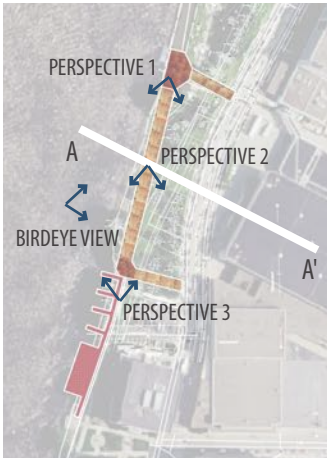 PERSPECTIVE 1
A
PERSPECTIVE 2
BIRDEYE VIEW
A'
PERSPECTIVE 3